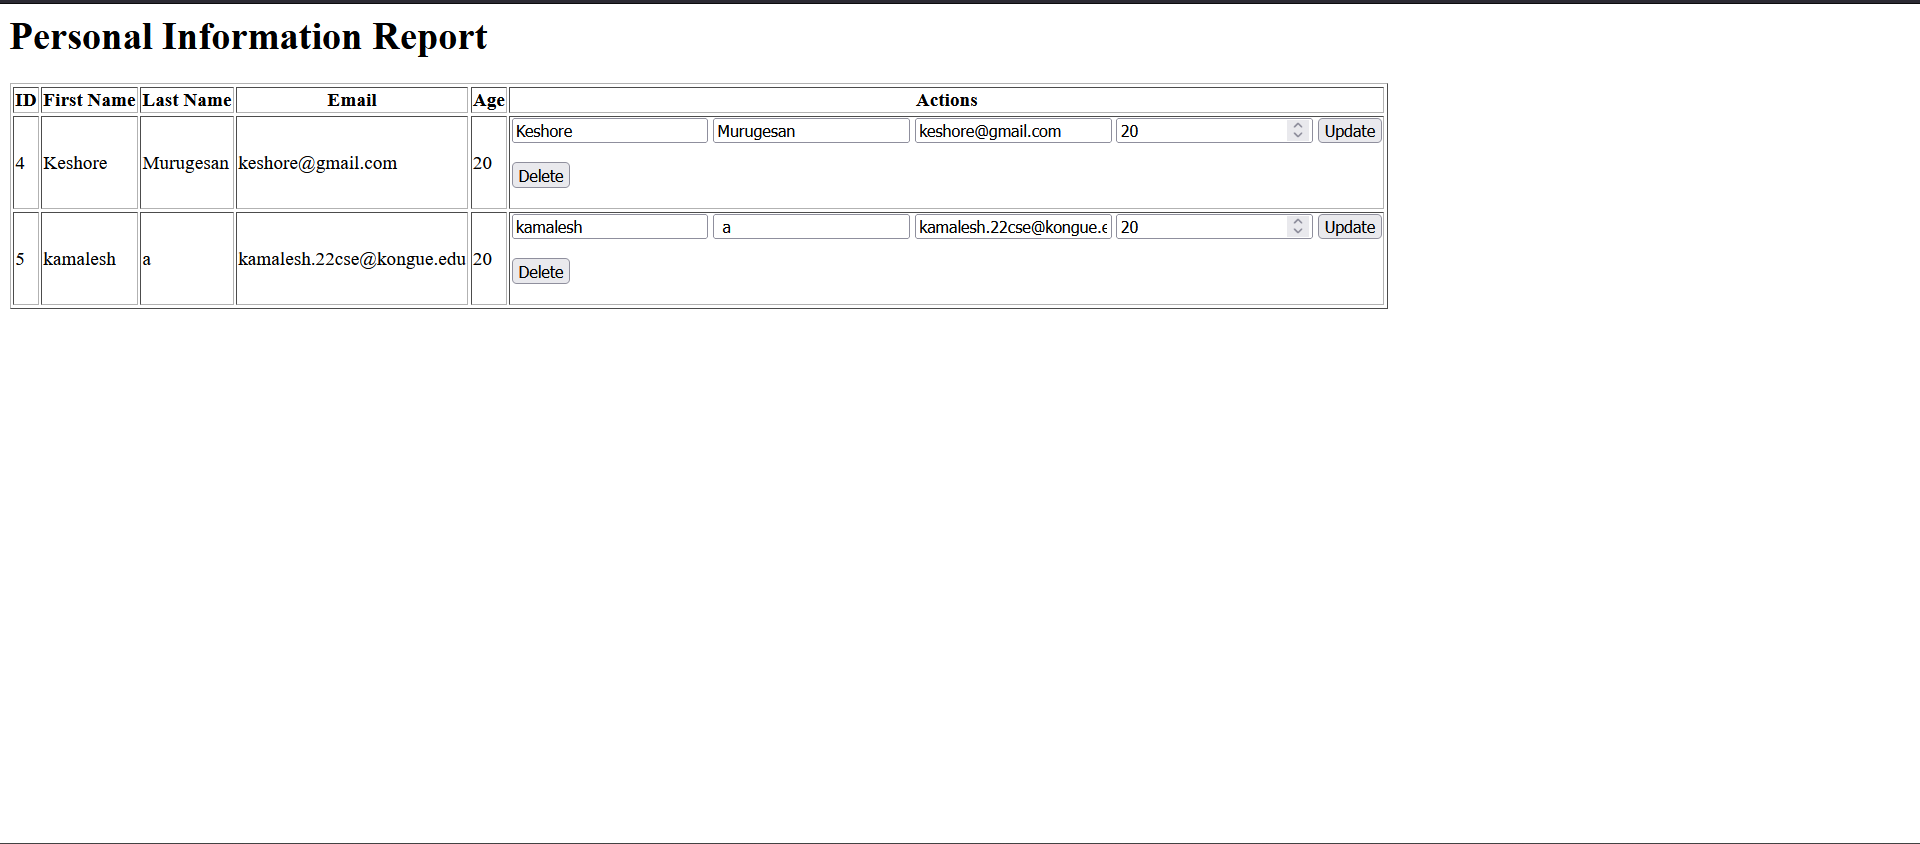 Personal Information Report
ID First Name Last Name Email Age Actions
4 Keshore Murugesan keshore@gmail.com 20 Keshore Murugesan keshore@gmail.com 20 Update
Delete
5 kamalesh a kamalesh.22cse@kongue.edu 20 kamalesh a kamalesh.22cse@kongue.e 20 Update
Delete